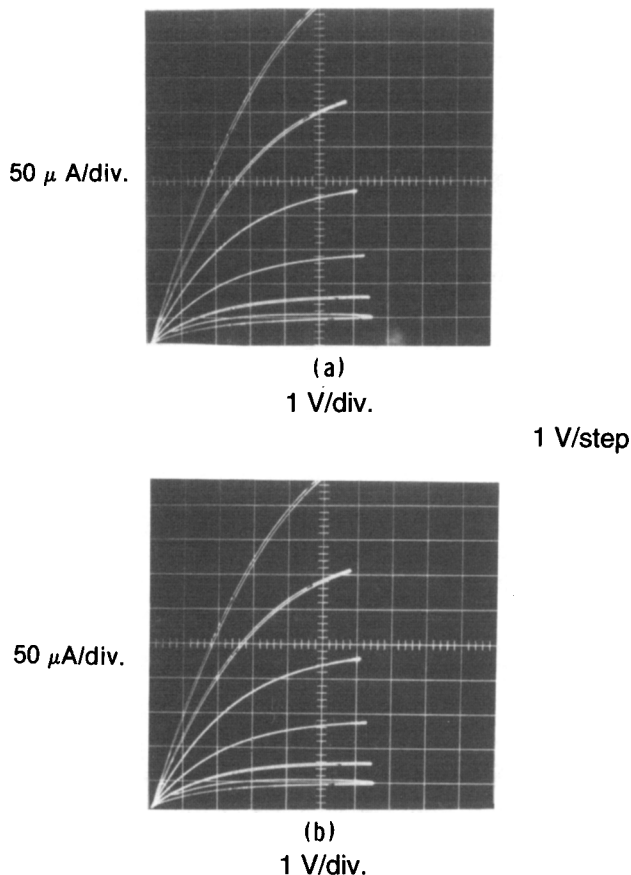 50 μ A/div.
(a)
1 V/div.
1 V/step
50 μA/div.
(b)
1 V/div.